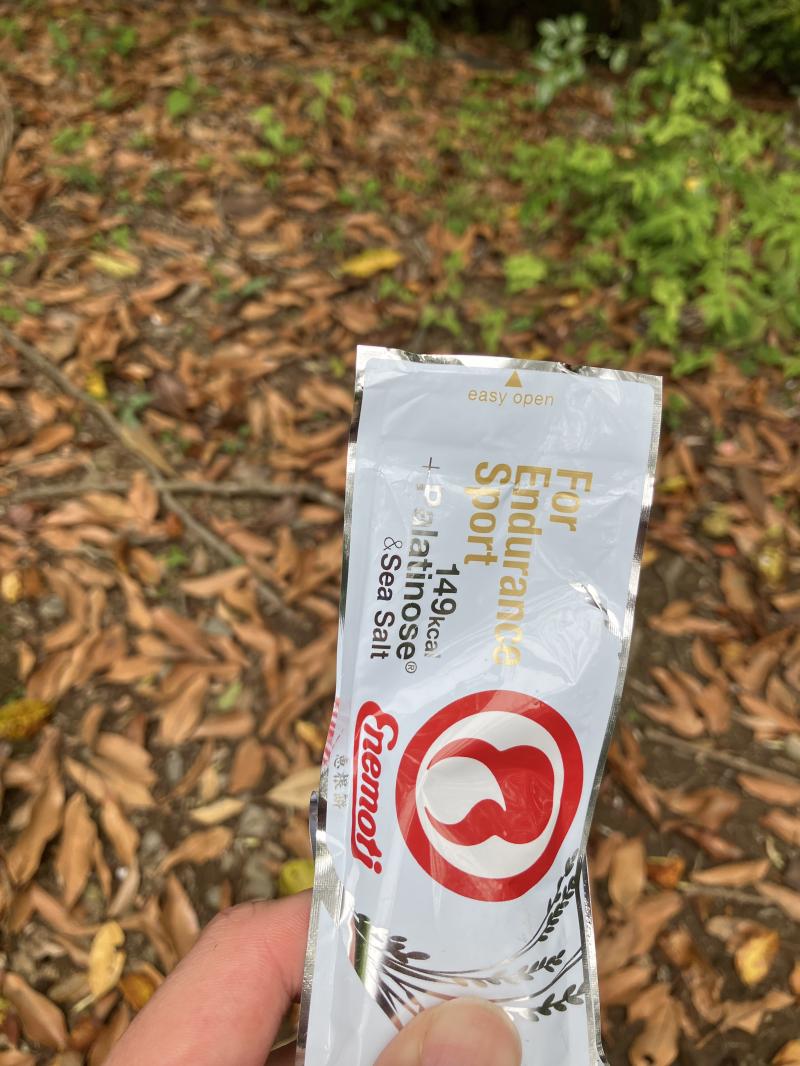 easy open
For
Endurance
Sport
149kcal
+Palatinose®
&Sea Salt
Enemoti